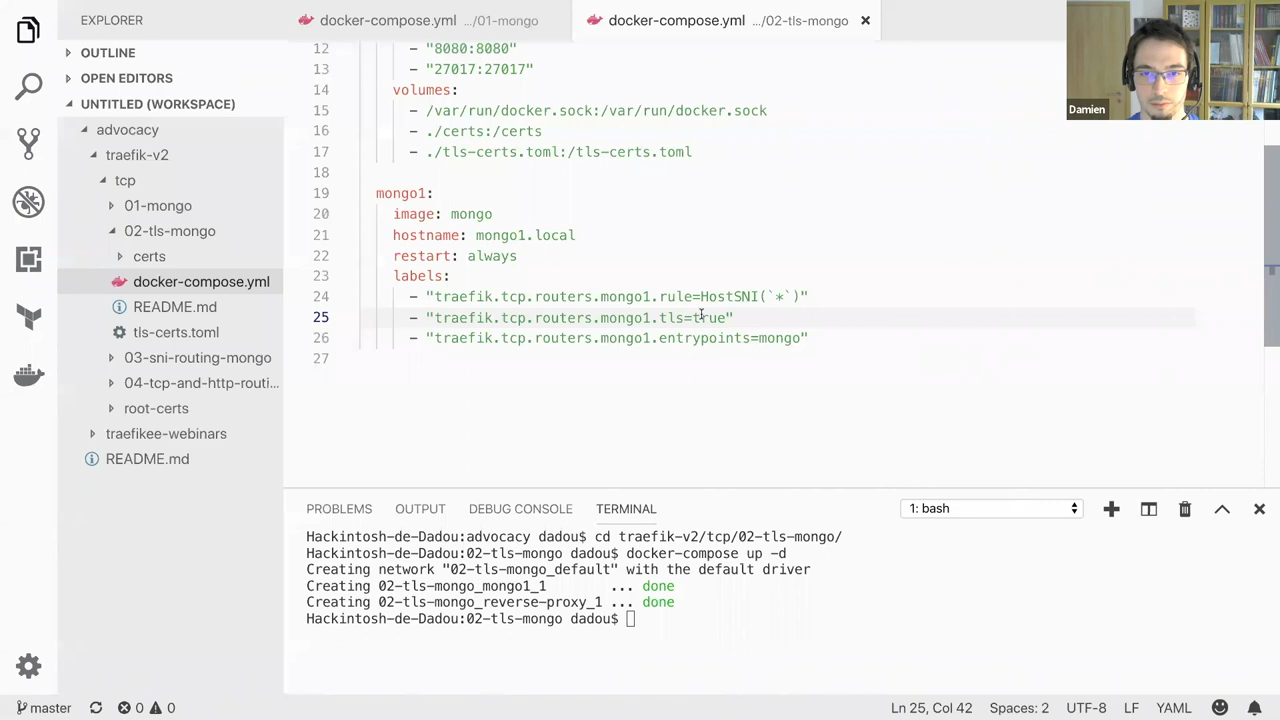 EXPLORER
OUTLINE
OPEN EDITORS
UNTITLED (WORKSPACE)
advocacy
traefik-v2
tcp
01-mongo
02-tls-mongo
certs
docker-compose.yml
README.md
tls-certs.toml
03-sni-routing-mongo
04-tcp-and-http-routi...
root-certs
traefikee-webinars
README.md
docker-compose.yml .../01-mongo
docker-compose.yml .../02-tls-mongo
12 - "8080:8080"
13 - "27017:27017"
14 volumes:
15 - /var/run/docker.sock:/var/run/docker.sock
16 - ./certs:/certs
17 - ./tls-certs.toml:/tls-certs.toml
18
19 mongo1:
20 image: mongo
21 hostname: mongo1.local
22 restart: always
23 labels:
24 - "traefik.tcp.routers.mongo1.rule=HostSNI(`*`)"
25 - "traefik.tcp.routers.mongo1.tls=true"
26 - "traefik.tcp.routers.mongo1.entrypoints=mongo"
27
Damien
PROBLEMS OUTPUT DEBUG CONSOLE TERMINAL 1: bash
Hackintosh-de-Dadou:advocacy dadou$ cd traefik-v2/tcp/02-tls-mongo/
Hackintosh-de-Dadou:02-tls-mongo dadou$ docker-compose up -d
Creating network "02-tls-mongo_default" with the default driver
Creating 02-tls-mongo_mongo1_1 ... done
Creating 02-tls-mongo_reverse-proxy_1 ... done
Hackintosh-de-Dadou:02-tls-mongo dadou$
master 0 0 Ln 25, Col 42 Spaces: 2 UTF-8 LF YAML